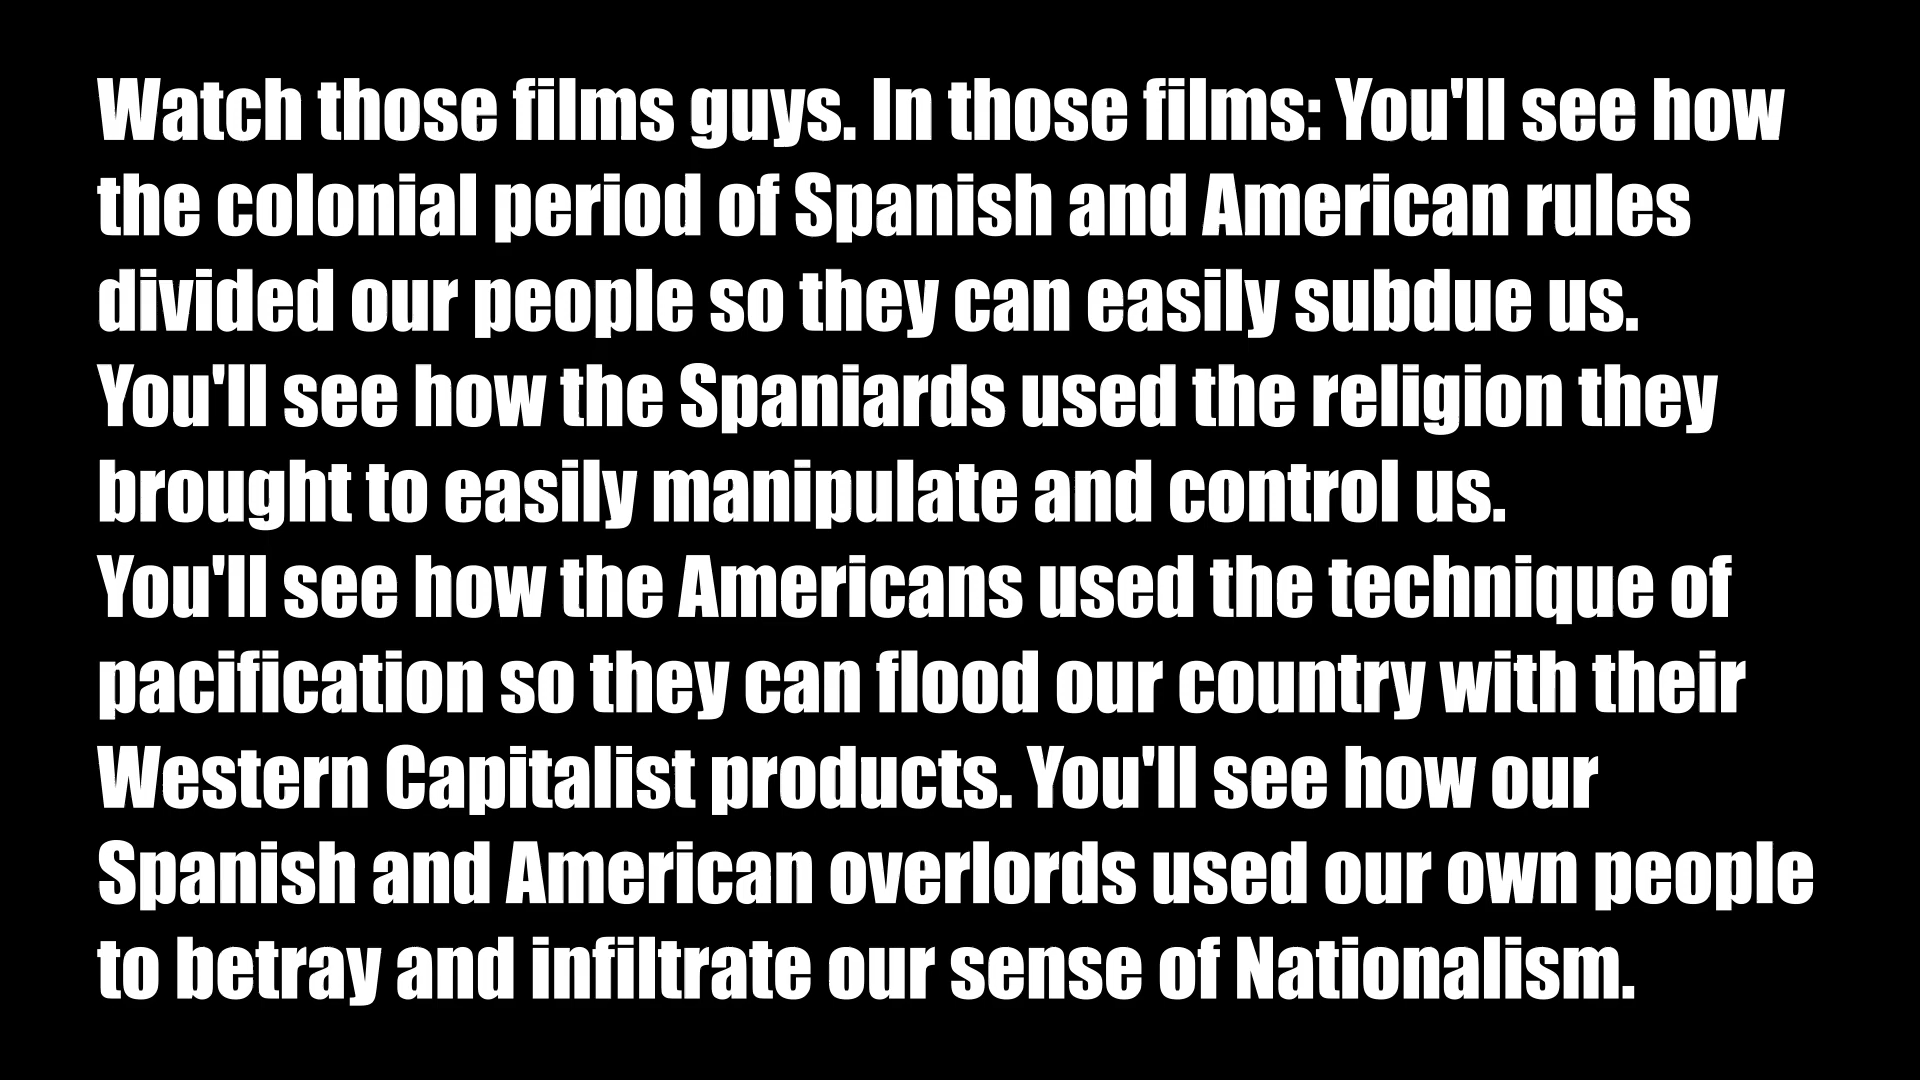 Watch those films guys. In those films: You'll see how
the colonial period of Spanish and American rules
divided our people so they can easily subdue us.
You'll see how the Spaniards used the religion they
brought to easily manipulate and control us.
You'll see how the Americans used the technique of
pacification so they can flood our country with their
Western Capitalist products. You'll see how our
Spanish and American overlords used our own people
to betray and infiltrate our sense of Nationalism.